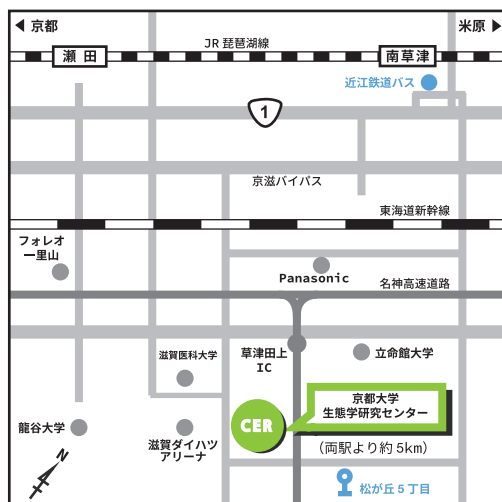 京都
米原
JR 琵琶湖線
瀬 田
南草津
近江鉄道バス
1
京滋バイパス
東海道新幹線
フォレオ
一里山
Panasonic
名神高速道路
滋賀医科大学
草津田上
IC
立命館大学
京都大学
生態学研究センター
CER
龍谷大学
滋賀ダイハツ
アリーナ
(両駅より約 5km)
N
松が丘 5 丁目